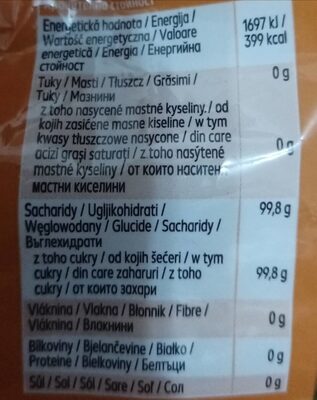 СТОЙНОСТ
Energetická hodnota / Energija /
Wartość energetyczna / Valoare
energetică / Energia / Енергийна
стойност
1697 kJ /
399 kcal
Tuky / Masti / Tłuszcz / Grăsimi /
Tuky / Мазнини
0 g
z toho nasycené mastné kyseliny / od
kojih zasićene masne kiseline / w tym
kwasy tłuszczowe nasycone / din care
acizi grași saturați / z toho nasýtené
mastné kyseliny / от които наситен
мастни киселини
0 g
Sacharidy / Ugljikohidrati /
Węglowodany / Glucide / Sacharidy /
Въглехидрати
99,8 g
z toho cukry / od kojih šećeri / w tym
cukry / din care zaharuri / z toho
cukry / от които захари
99,8 g
Vláknina / Vlakna / Błonnik / Fibre /
Vláknina / Влакнини
0 g
Bílkoviny / Bjelančevine / Białko /
Proteine / Bielkoviny / Белтъци
0 g
Sůl / Sol / Sól / Sare / Soľ / Сол
0 g